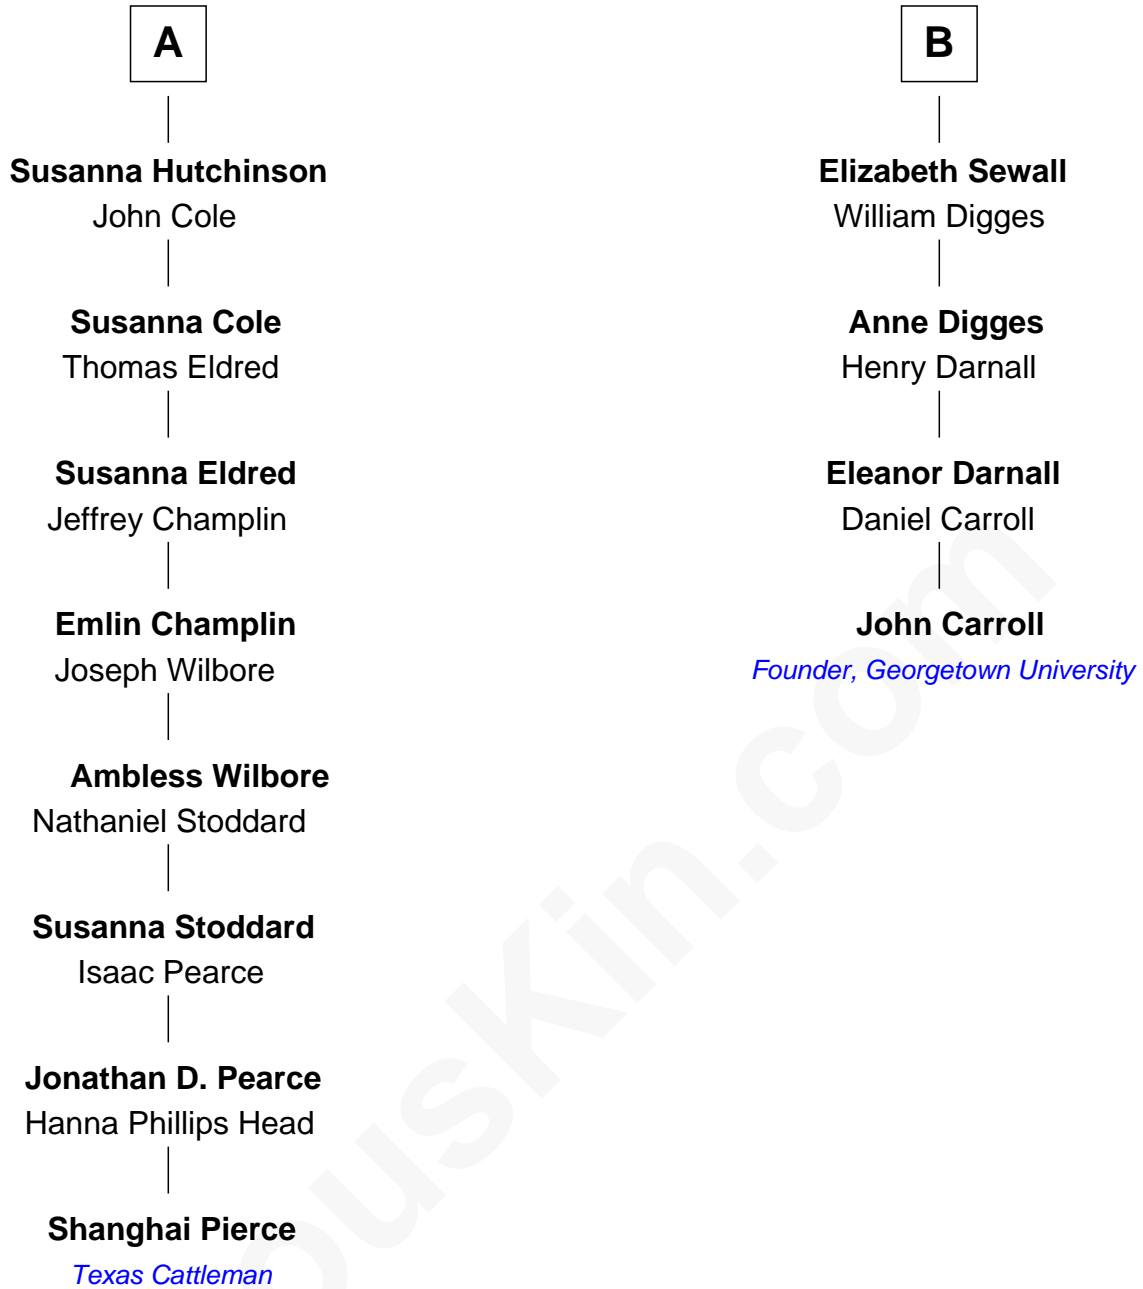 A
Susanna Hutchinson
John Cole
Susanna Cole
Thomas Eldred
Susanna Eldred
Jeffrey Champlin
Emlin Champlin
Joseph Wilbore
Ambless Wilbore
Nathaniel Stoddard
Susanna Stoddard
Isaac Pearce
Jonathan D. Pearce
Hanna Phillips Head
Shanghai Pierce
Texas Cattleman
B
Elizabeth Sewall
William Digges
Anne Digges
Henry Darnall
Eleanor Darnall
Daniel Carroll
John Carroll
Founder, Georgetown University
ousKin.com